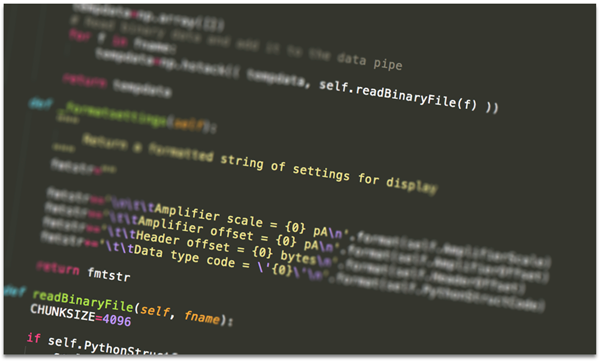 tempdata=np.array([])
# Read binary data and add it to the data pipe
for f in fname:
tempdata=np.hstack(( tempdata, self.readBinaryFile(f) ))
return tempdata
def _formatsettings(self):
"""
Return a formatted string of settings for display
"""
fmtstr=""
fmtstr+='\n\t\tAmplifier scale = {0} pA\n'.format(self.AmplifierScale)
fmtstr+='\t\tAmplifier offset = {0} pA\n'.format(self.AmplifierOffset)
fmtstr+='\t\tHeader offset = {0} bytes\n'.format(self.HeaderOffset)
fmtstr+='\t\tData type code = \'{0}\'\n'.format(self.PythonStructCode)
return fmtstr
def readBinaryFile(self, fname):
CHUNKSIZE=4096
if self.PythonStruct